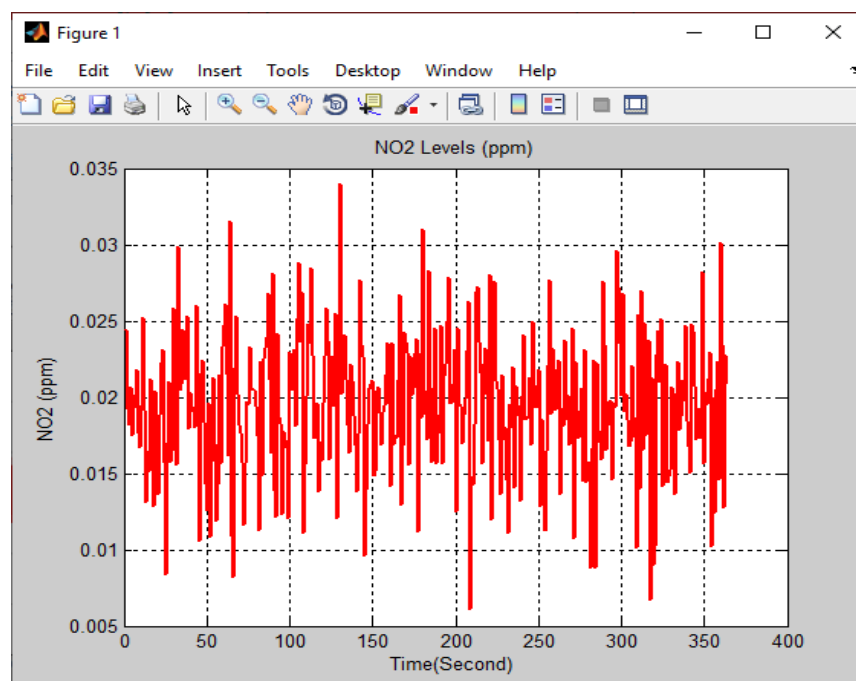 Figure 1
File Edit View Insert Tools Desktop Window Help
NO2 Levels (ppm)
0.035
0.03
0.025
0.02
0.015
0.01
0.005
NO2 (ppm)
0 50 100 150 200 250 300 350 400
Time(Second)